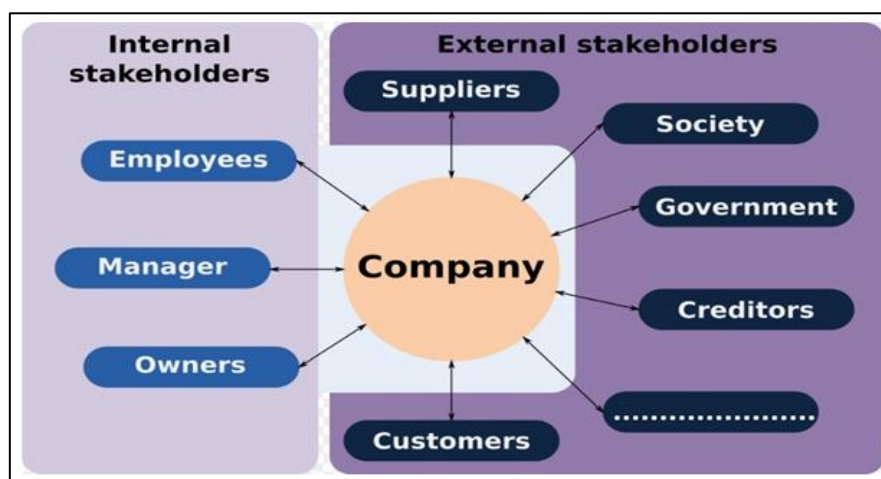 Internal
stakeholders
External stakeholders
Suppliers
Society
Employees
Government
Manager
Company
Creditors
Owners
......................
Customers